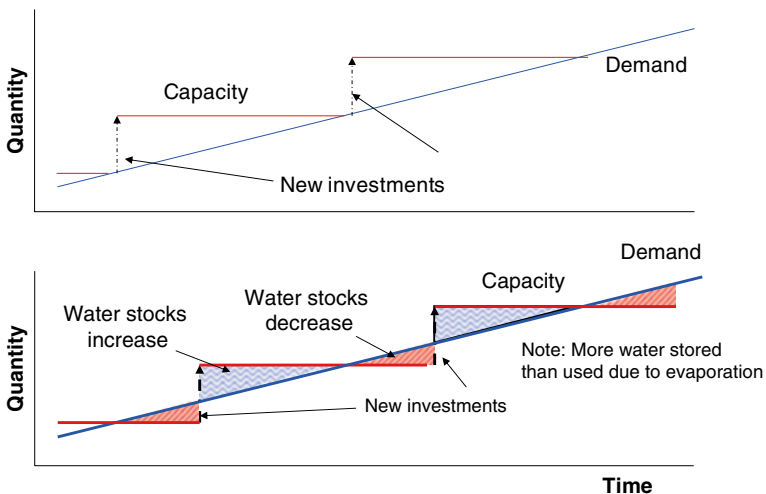 Quantity
Capacity
Demand
New investments
Quantity
Demand
Capacity
Water stocks
increase
Water stocks
decrease
Note: More water stored
than used due to evaporation
New investments
Time